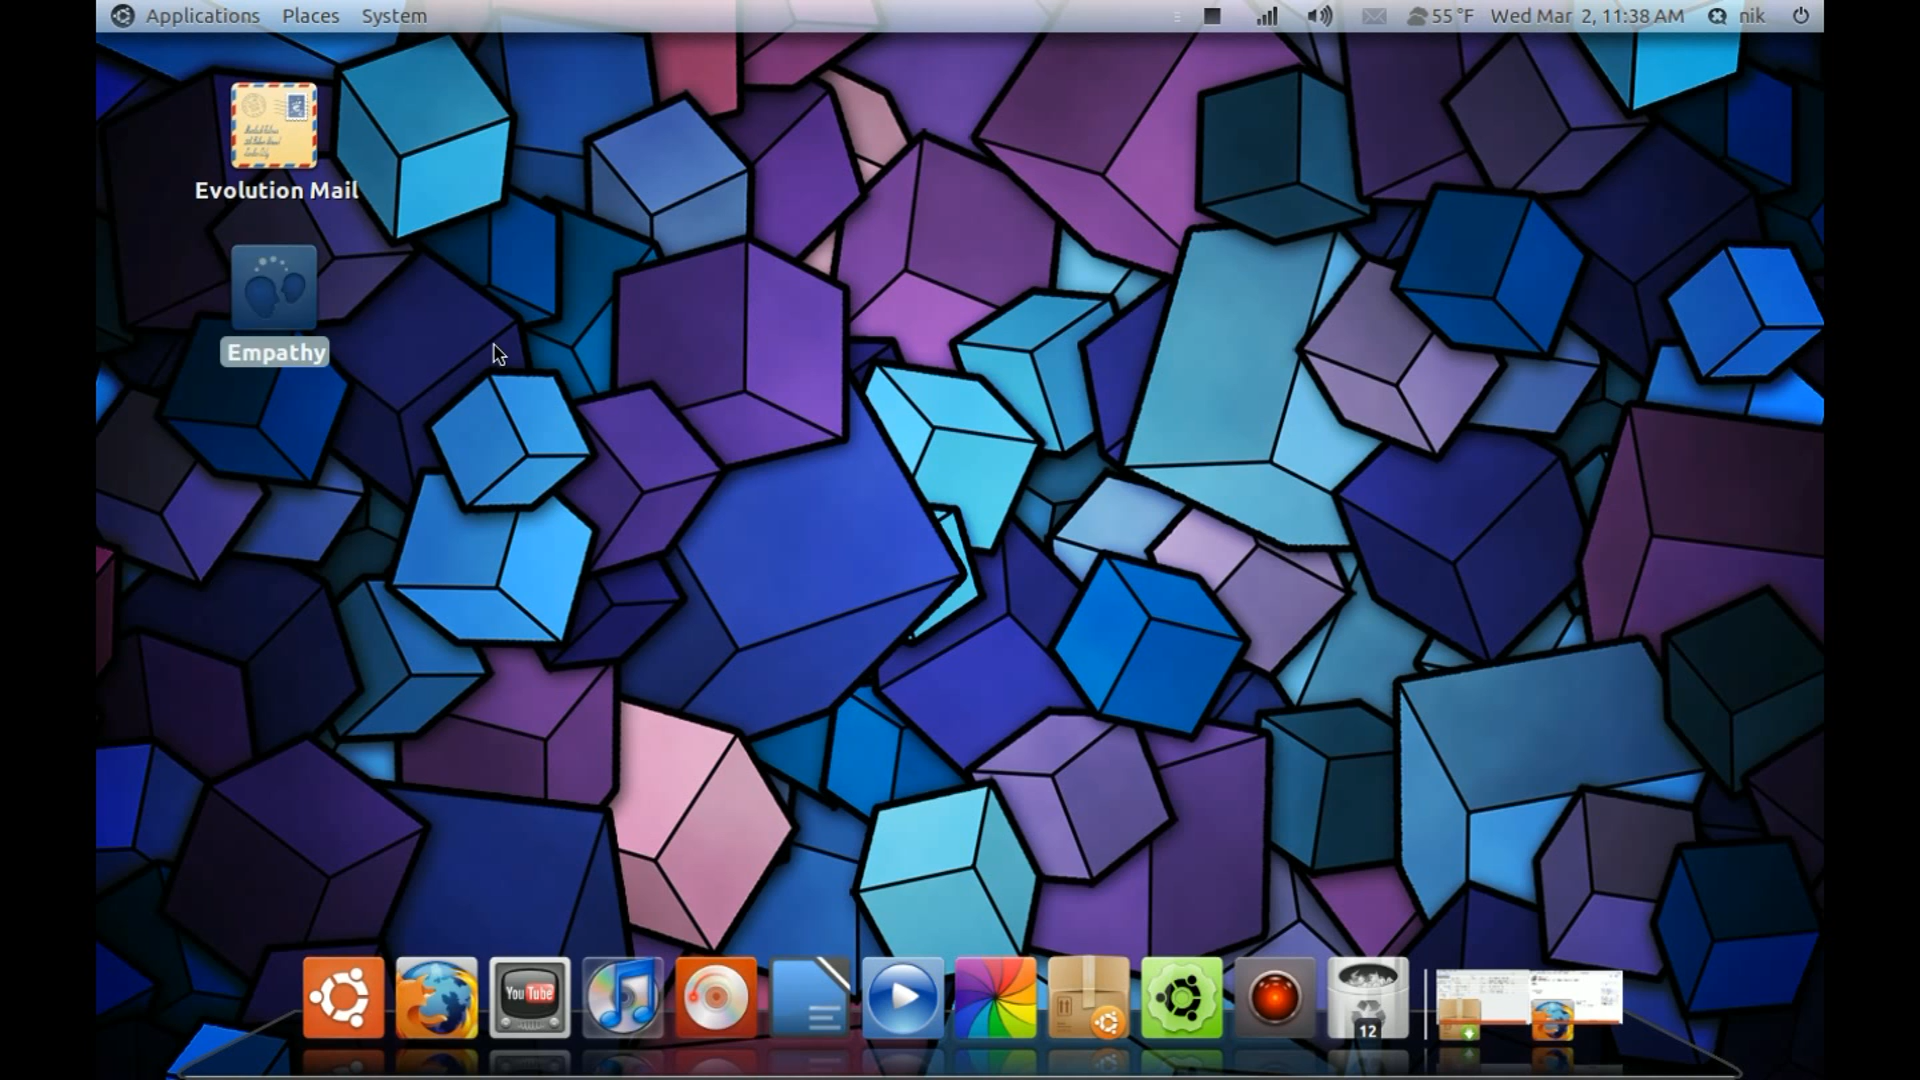 Applications Places System 55 °F Wed Mar 2, 11:38 AM nik
Evolution Mail
Empathy
You Tube
12